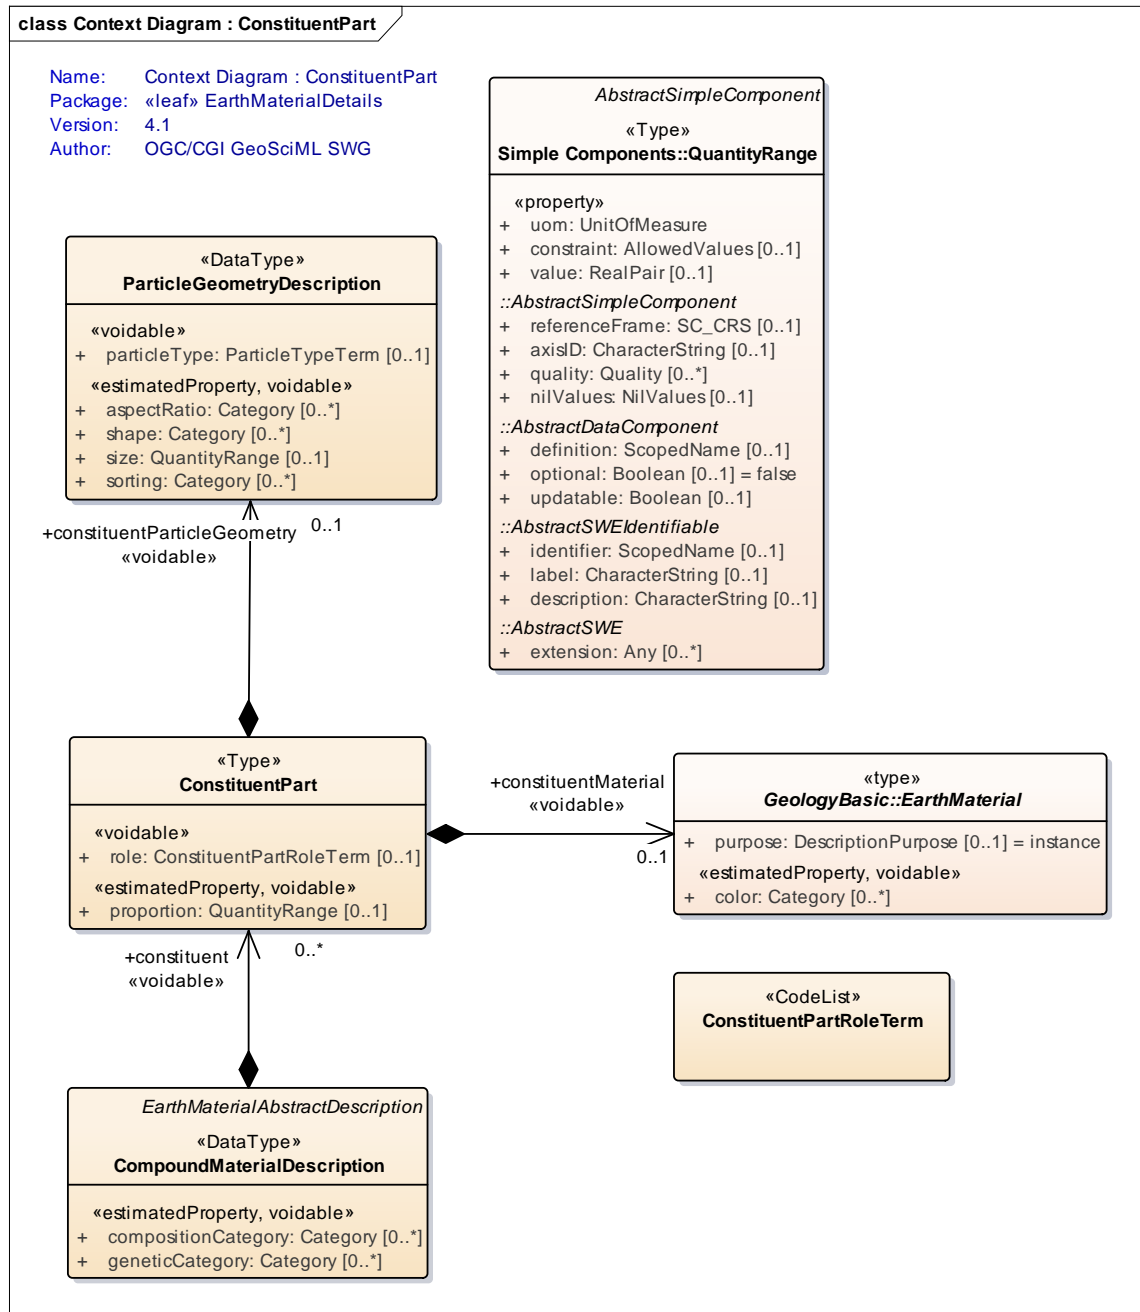 class Context Diagram : ConstituentPart
Name: Context Diagram : ConstituentPart
Package: «leaf» EarthMaterialDetails
Version: 4.1
Author: OGC/CGI GeoSciML SWG
AbstractSimpleComponent
«Type»
Simple Components::QuantityRange
«property»
+ uom: UnitOfMeasure
+ constraint: AllowedValues [0..1]
+ value: RealPair [0..1]
::AbstractSimpleComponent
+ referenceFrame: SC_CRS [0..1]
+ axisID: CharacterString [0..1]
+ quality: Quality [0..*]
+ nilValues: NilValues [0..1]
::AbstractDataComponent
+ definition: ScopedName [0..1]
+ optional: Boolean [0..1] = false
+ updatable: Boolean [0..1]
::AbstractSWEIdentifiable
+ identifier: ScopedName [0..1]
+ label: CharacterString [0..1]
+ description: CharacterString [0..1]
::AbstractSWE
+ extension: Any [0..*]
«DataType»
ParticleGeometryDescription
«voidable»
+ particleType: ParticleTypeTerm [0..1]
«estimatedProperty, voidable»
+ aspectRatio: Category [0..*]
+ shape: Category [0..*]
+ size: QuantityRange [0..1]
+ sorting: Category [0..*]
+constituentParticleGeometry 0..1
«voidable»
«Type»
ConstituentPart
«voidable»
+ role: ConstituentPartRoleTerm [0..1]
«estimatedProperty, voidable»
+ proportion: QuantityRange [0..1]
+constituentMaterial
«voidable»
0..1
«type»
GeologyBasic::EarthMaterial
+ purpose: DescriptionPurpose [0..1] = instance
«estimatedProperty, voidable»
+ color: Category [0..*]
+constituent 0..*
«voidable»
«CodeList»
ConstituentPartRoleTerm
EarthMaterialAbstractDescription
«DataType»
CompoundMaterialDescription
«estimatedProperty, voidable»
+ compositionCategory: Category [0..*]
+ geneticCategory: Category [0..*]